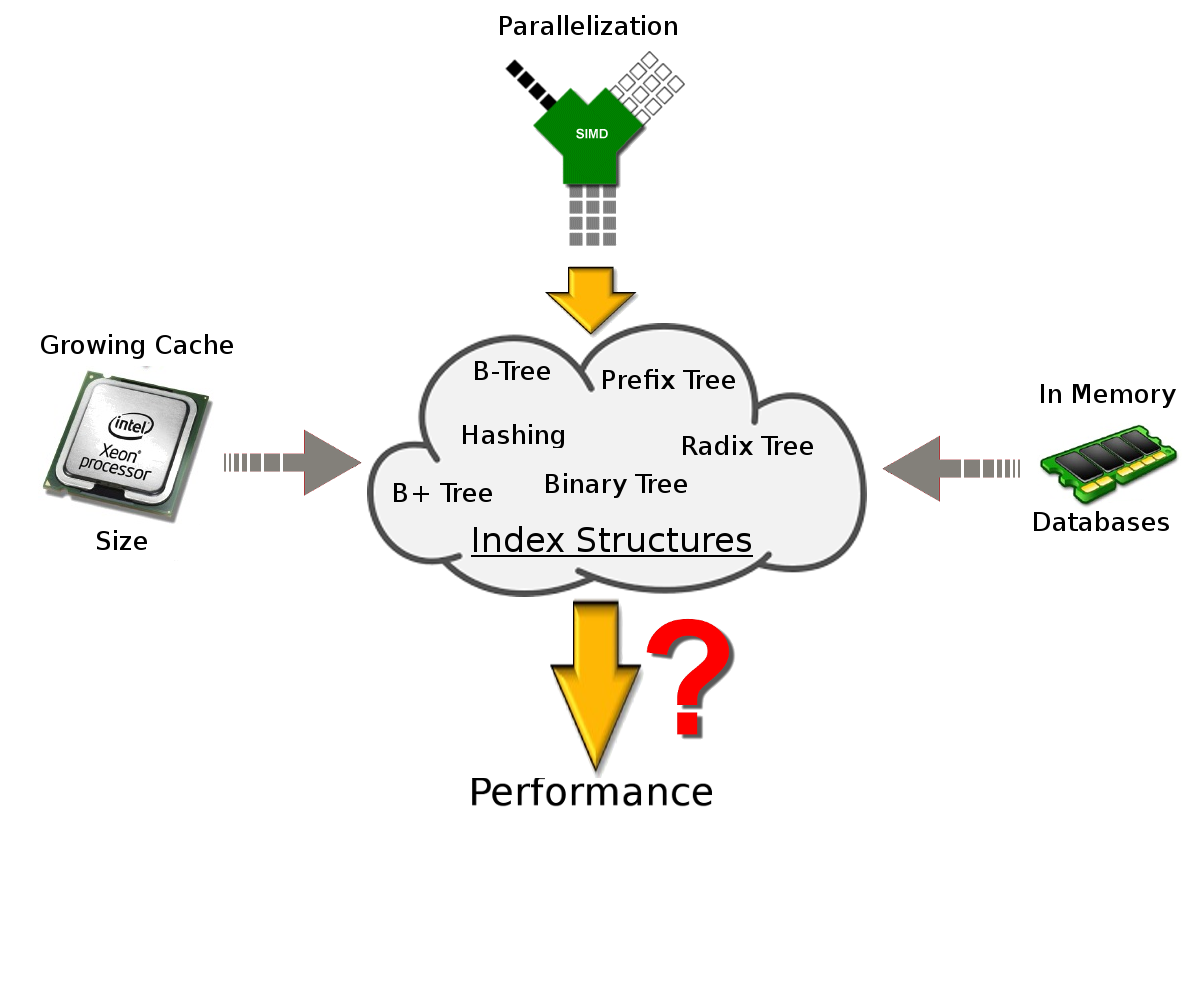 Parallelization
SIMD
Growing Cache
intel
Xeon®
processor
Size
B-Tree
Prefix Tree
Hashing
Radix Tree
B+ Tree
Binary Tree
Index Structures
In Memory
Databases
?
Performance